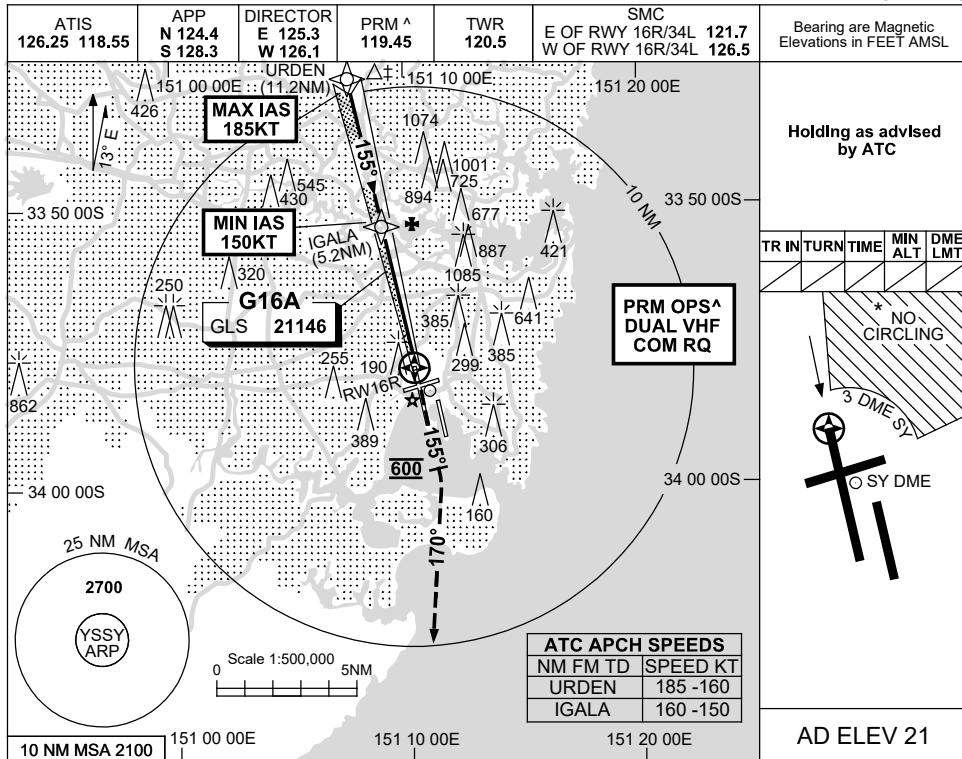 ATIS
126.25 118.55
APP
N 124.4
S 128.3
DIRECTOR
E 125.3
W 126.1
PRM ^
119.45
TWR
120.5
SMC
E OF RWY 16R/34L 121.7
W OF RWY 16R/34L 126.5
Bearing are Magnetic
Elevations in FEET AMSL
URDEN
(11.2NM)
‡
151 00 00E
151 10 00E
151 20 00E
426
13° E
MAX IAS
185KT
155°
1074
1001
725
894
545
430
10 NM
33 50 00S
33 50 00S
677
MIN IAS
150KT
IGALA
(5.2NM)
887
421
1085
320
250
G16A
GLS 21146
641
385
385
299
PRM OPS^
DUAL VHF
COM RQ
255
190
RW16R
862
389
306
155°
600
160
34 00 00S
34 00 00S
170°
25 NM MSA
2700
YSSY
ARP
Scale 1:500,000
0 5NM
ATC APCH SPEEDS
NM FM TD SPEED KT
URDEN 185 -160
IGALA 160 -150
10 NM MSA 2100
151 00 00E
151 10 00E
151 20 00E
Holding as advised
by ATC
TR IN TURN TIME MIN ALT DME LMT
* NO
CIRCLING
3 DME SY
SY DME
AD ELEV 21